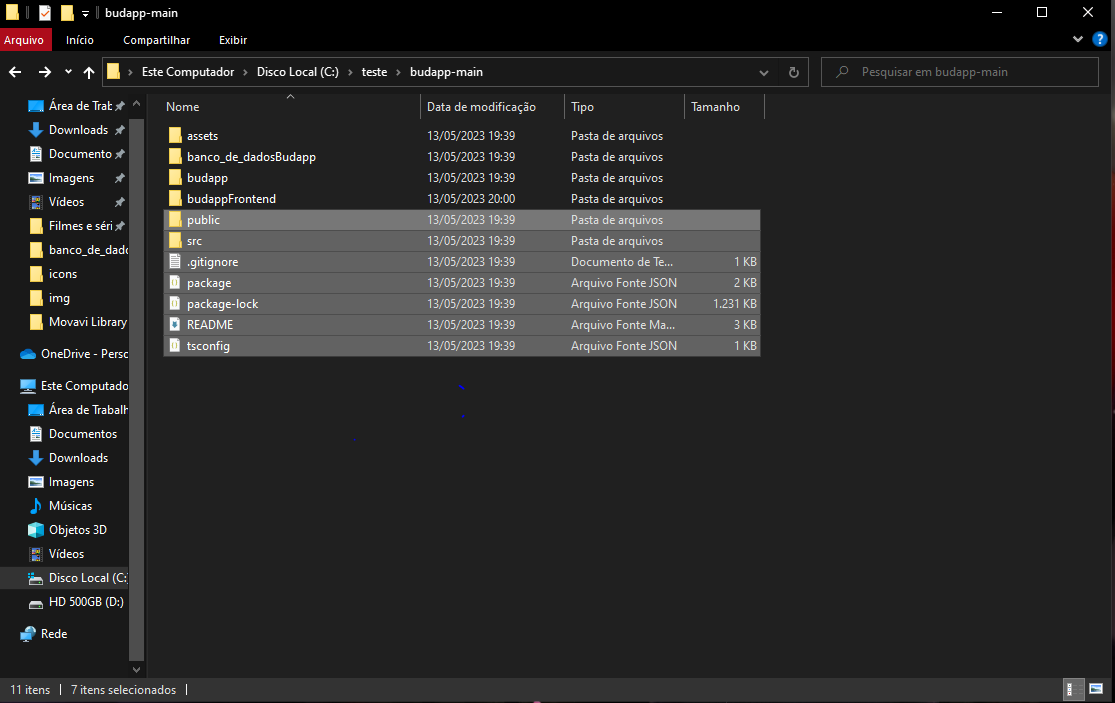 budapp-main
Arquivo Início Compartilhar Exibir
Este Computador Disco Local (C:) teste budapp-main
Pesquisar em budapp-main
Área de Trab
Downloads
Documento
Imagens
Vídeos
Filmes e séri
banco_de_dado
icons
img
Movavi Library
OneDrive - Perso
Este Computado
Área de Trabalh
Documentos
Downloads
Imagens
Músicas
Objetos 3D
Vídeos
Disco Local (C:)
HD 500GB (D:)
Rede
Nome Data de modificação Tipo Tamanho
assets 13/05/2023 19:39 Pasta de arquivos
banco_de_dadosBudapp 13/05/2023 19:39 Pasta de arquivos
budapp 13/05/2023 19:39 Pasta de arquivos
budappFrontend 13/05/2023 20:00 Pasta de arquivos
public 13/05/2023 19:39 Pasta de arquivos
src 13/05/2023 19:39 Pasta de arquivos
.gitignore 13/05/2023 19:39 Documento de Te... 1 KB
package 13/05/2023 19:39 Arquivo Fonte JSON 2 KB
package-lock 13/05/2023 19:39 Arquivo Fonte JSON 1.231 KB
README 13/05/2023 19:39 Arquivo Fonte Ma... 3 KB
tsconfig 13/05/2023 19:39 Arquivo Fonte JSON 1 KB
11 itens 7 itens selecionados